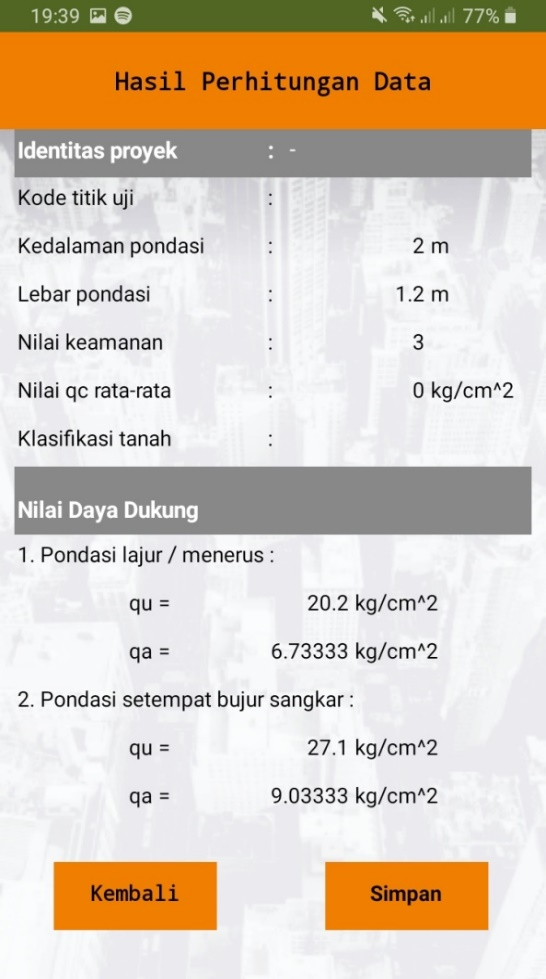 19:39 77%
Hasil Perhitungan Data
Identitas proyek : -
Kode titik uji :
Kedalaman pondasi : 2 m
Lebar pondasi : 1.2 m
Nilai keamanan : 3
Nilai qc rata-rata : 0 kg/cm^2
Klasifikasi tanah :
Nilai Daya Dukung
1. Pondasi lajur / menerus :
qu = 20.2 kg/cm^2
qa = 6.73333 kg/cm^2
2. Pondasi setempat bujur sangkar :
qu = 27.1 kg/cm^2
qa = 9.03333 kg/cm^2
Kembali Simpan